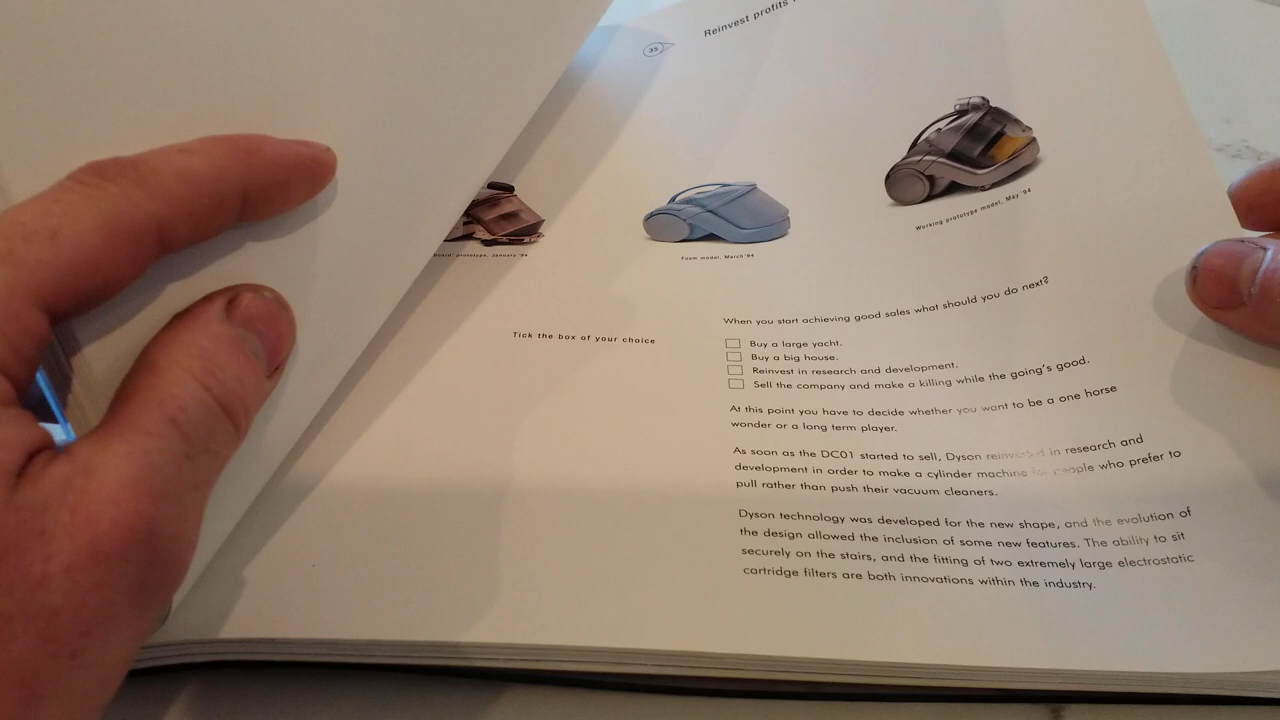 Reinvest profits
35
board' prototype, January '94
Foam model, March '94
Working prototype model, May '94
Tick the box of your choice
When you start achieving good sales what should you do next?
Buy a large yacht.
Buy a big house.
Reinvest in research and development.
Sell the company and make a killing while the going's good.
At this point you have to decide whether you want to be a one horse
wonder or a long term player.
As soon as the DC01 started to sell, Dyson reinvested in research and
development in order to make a cylinder machine for people who prefer to
pull rather than push their vacuum cleaners.
Dyson technology was developed for the new shape, and the evolution of
the design allowed the inclusion of some new features. The ability to sit
securely on the stairs, and the fitting of two extremely large electrostatic
cartridge filters are both innovations within the industry.